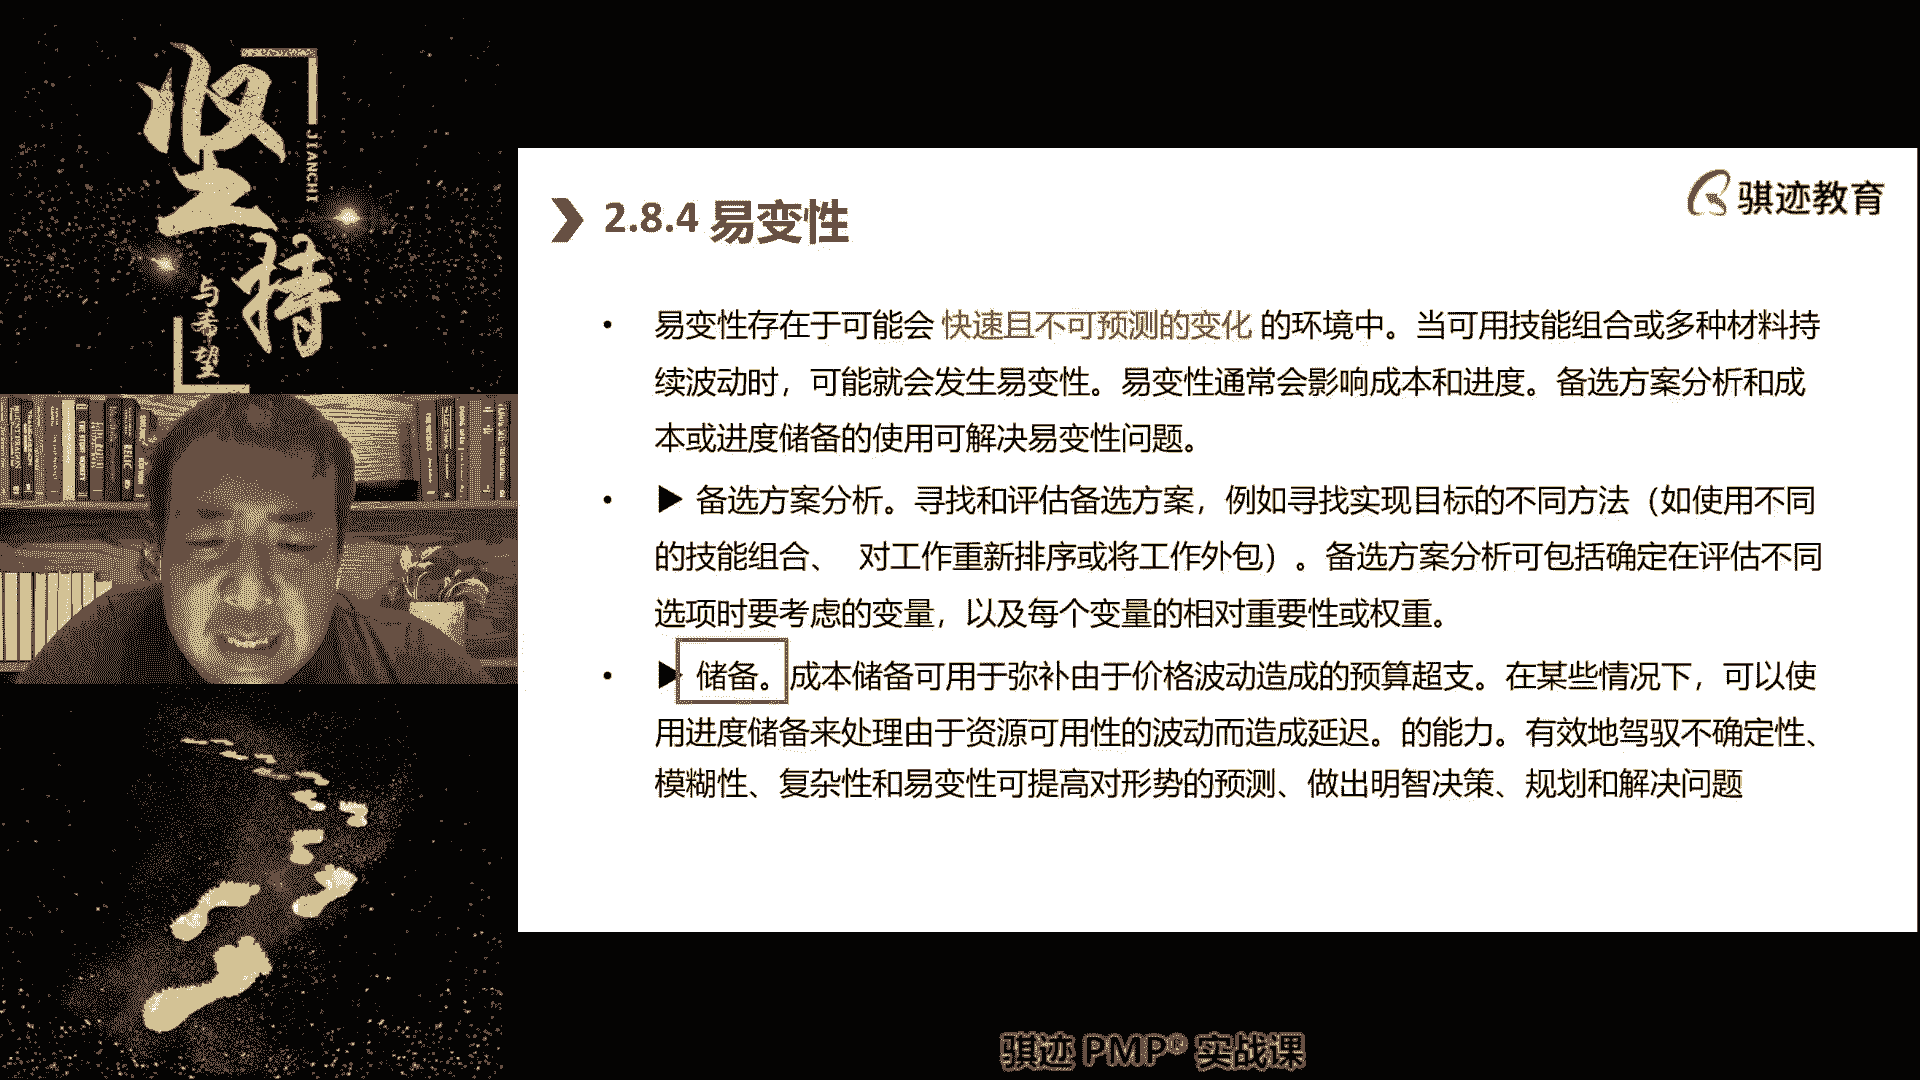 坚持
JIANCHI
与希望
骐迹教育
2.8.4 易变性
• 易变性存在于可能会 快速且不可预测的变化 的环境中。当可用技能组合或多种材料持
续波动时，可能就会发生易变性。易变性通常会影响成本和进度。备选方案分析和成
本或进度储备的使用可解决易变性问题。
• ▶ 备选方案分析。寻找和评估备选方案，例如寻找实现目标的不同方法（如使用不同
的技能组合、 对工作重新排序或将工作外包）。备选方案分析可包括确定在评估不同
选项时要考虑的变量，以及每个变量的相对重要性或权重。
• ▶ 储备。成本储备可用于弥补由于价格波动造成的预算超支。在某些情况下，可以使
用进度储备来处理由于资源可用性的波动而造成延迟。的能力。有效地驾驭不确定性、
模糊性、复杂性和易变性可提高对形势的预测、做出明智决策、规划和解决问题
骐迹 PMP® 实战课